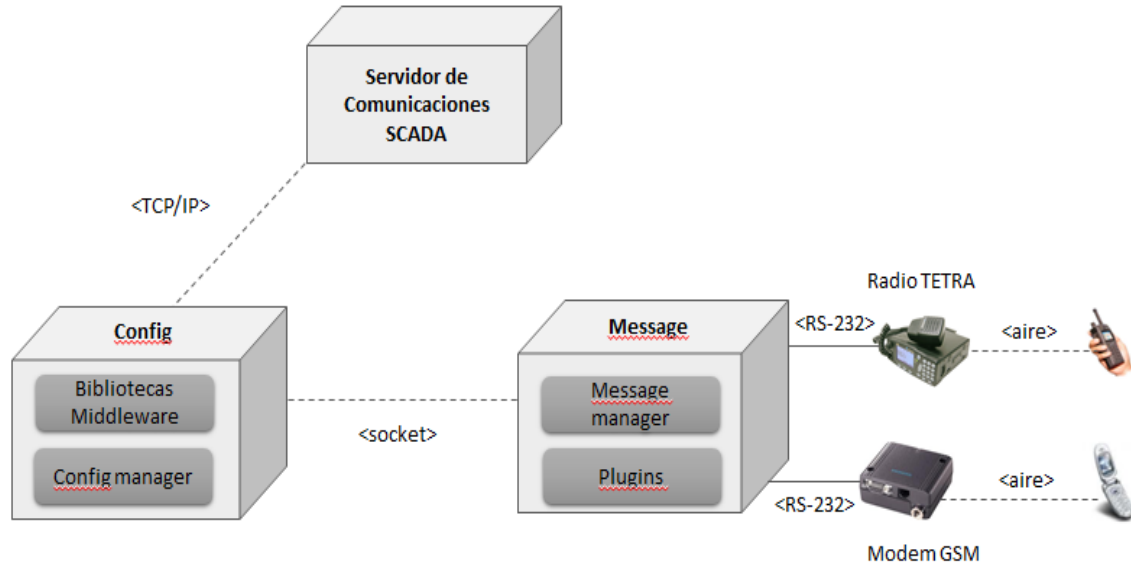 Servidor de
Comunicaciones
SCADA
<TCP/IP>
Config
Bibliotecas
Middleware
Config manager
<socket>
Message
Message
manager
Plugins
Radio TETRA
<RS-232>
<aire>
<RS-232>
<aire>
Modem GSM